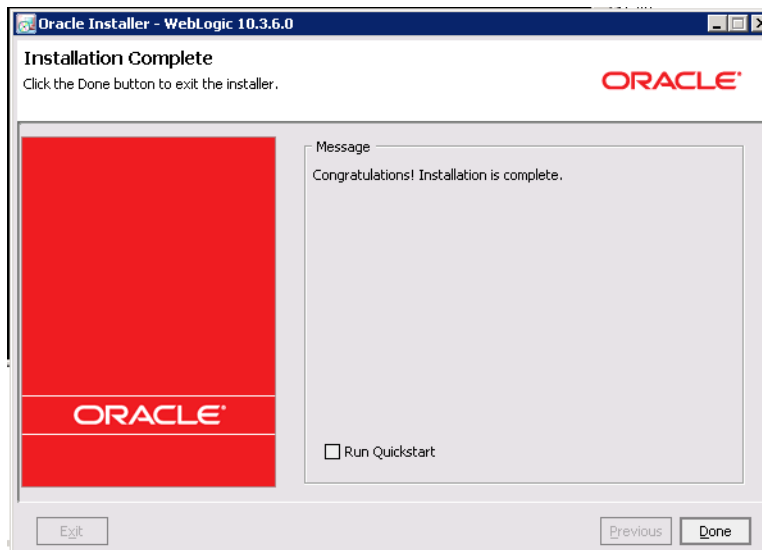 Oracle Installer - WebLogic 10.3.6.0
Installation Complete
Click the Done button to exit the installer.
ORACLE
Message
Congratulations! Installation is complete.
ORACLE
Run Quickstart
Exit
Previous
Done